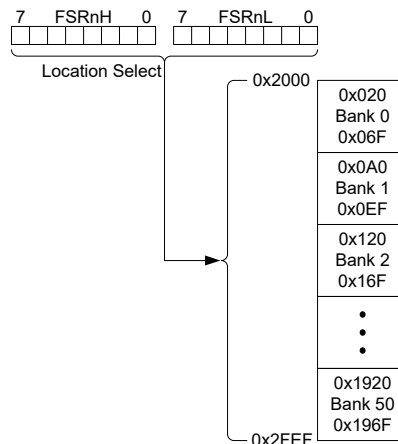 7 FSRnH 0 7 FSRnL 0
Location Select
0x2000
0x020
Bank 0
0x06F
0x0A0
Bank 1
0x0EF
0x120
Bank 2
0x16F
0x1920
Bank 50
0x196F
0x2FEF